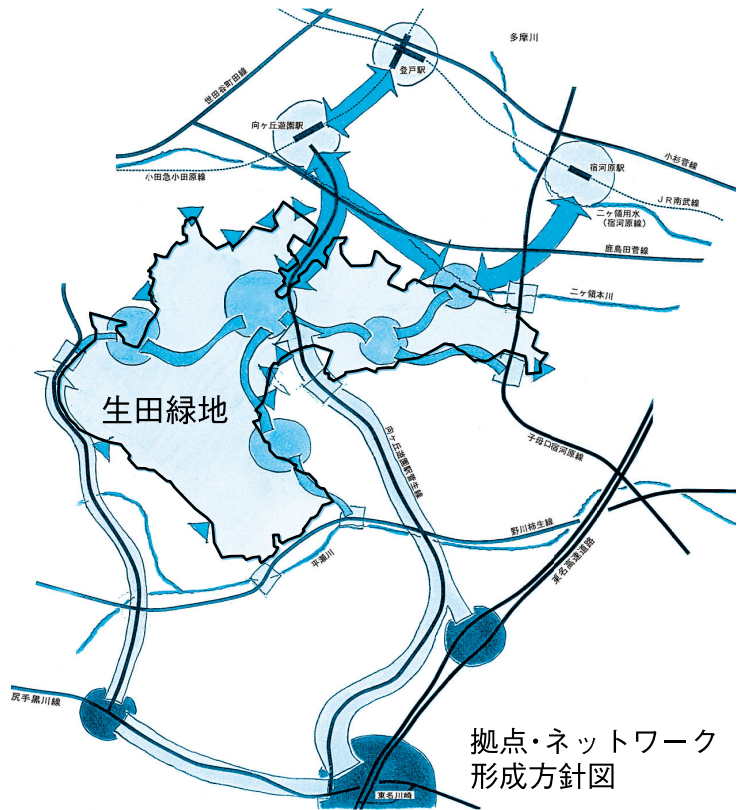 多摩川
登戸駅
世田谷町田線
向ヶ丘遊園駅
小杉菅線
宿河原駅
小田急小田原線
JR南武線
二ヶ領用水
(宿河原線)
鹿島田菅線
二ヶ領本川
生田緑地
向ヶ丘遊園駅菅生線
子母口宿河原線
野川柿生線
平瀬川
東名高速道路
尻手黒川線
東名川崎
拠点・ネットワーク
形成方針図